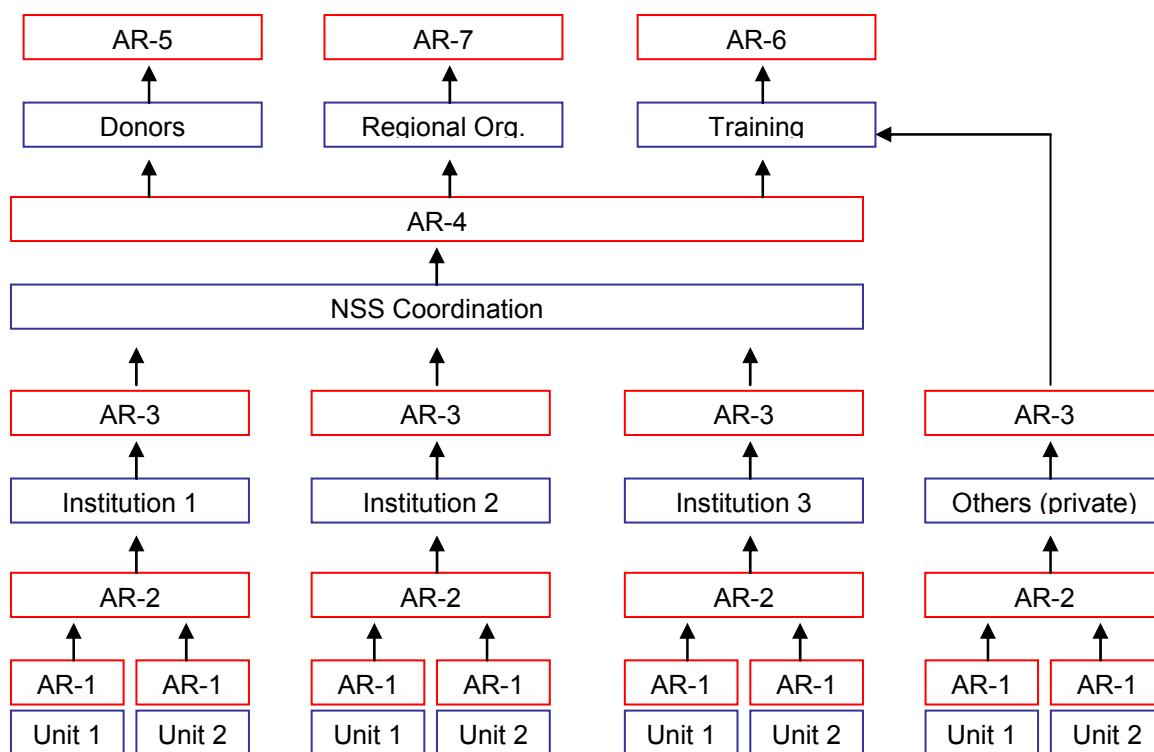 AR-5 AR-7 AR-6
Donors Regional Org. Training
AR-4
NSS Coordination
AR-3 AR-3 AR-3 AR-3
Institution 1 Institution 2 Institution 3 Others (private)
AR-2 AR-2 AR-2 AR-2
AR-1 AR-1 AR-1 AR-1 AR-1 AR-1 AR-1 AR-1
Unit 1 Unit 2 Unit 1 Unit 2 Unit 1 Unit 2 Unit 1 Unit 2